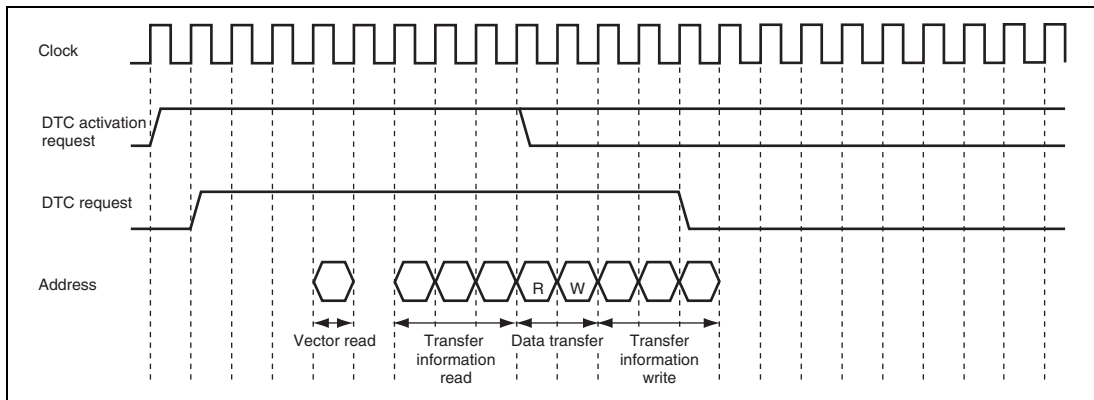 Clock
DTC activation
request
DTC request
Address
R W
Vector read
Transfer
information
read
Data transfer
Transfer
information
write